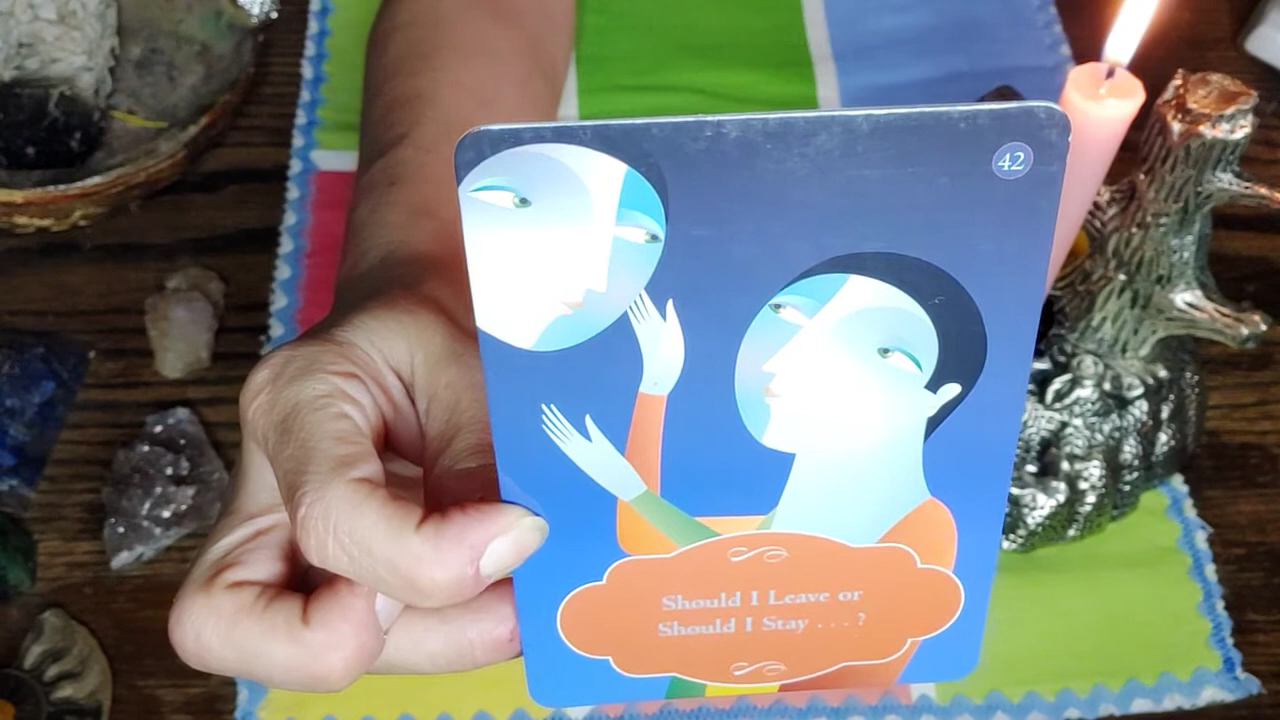 42
Should I Leave or
Should I Stay . . . ?